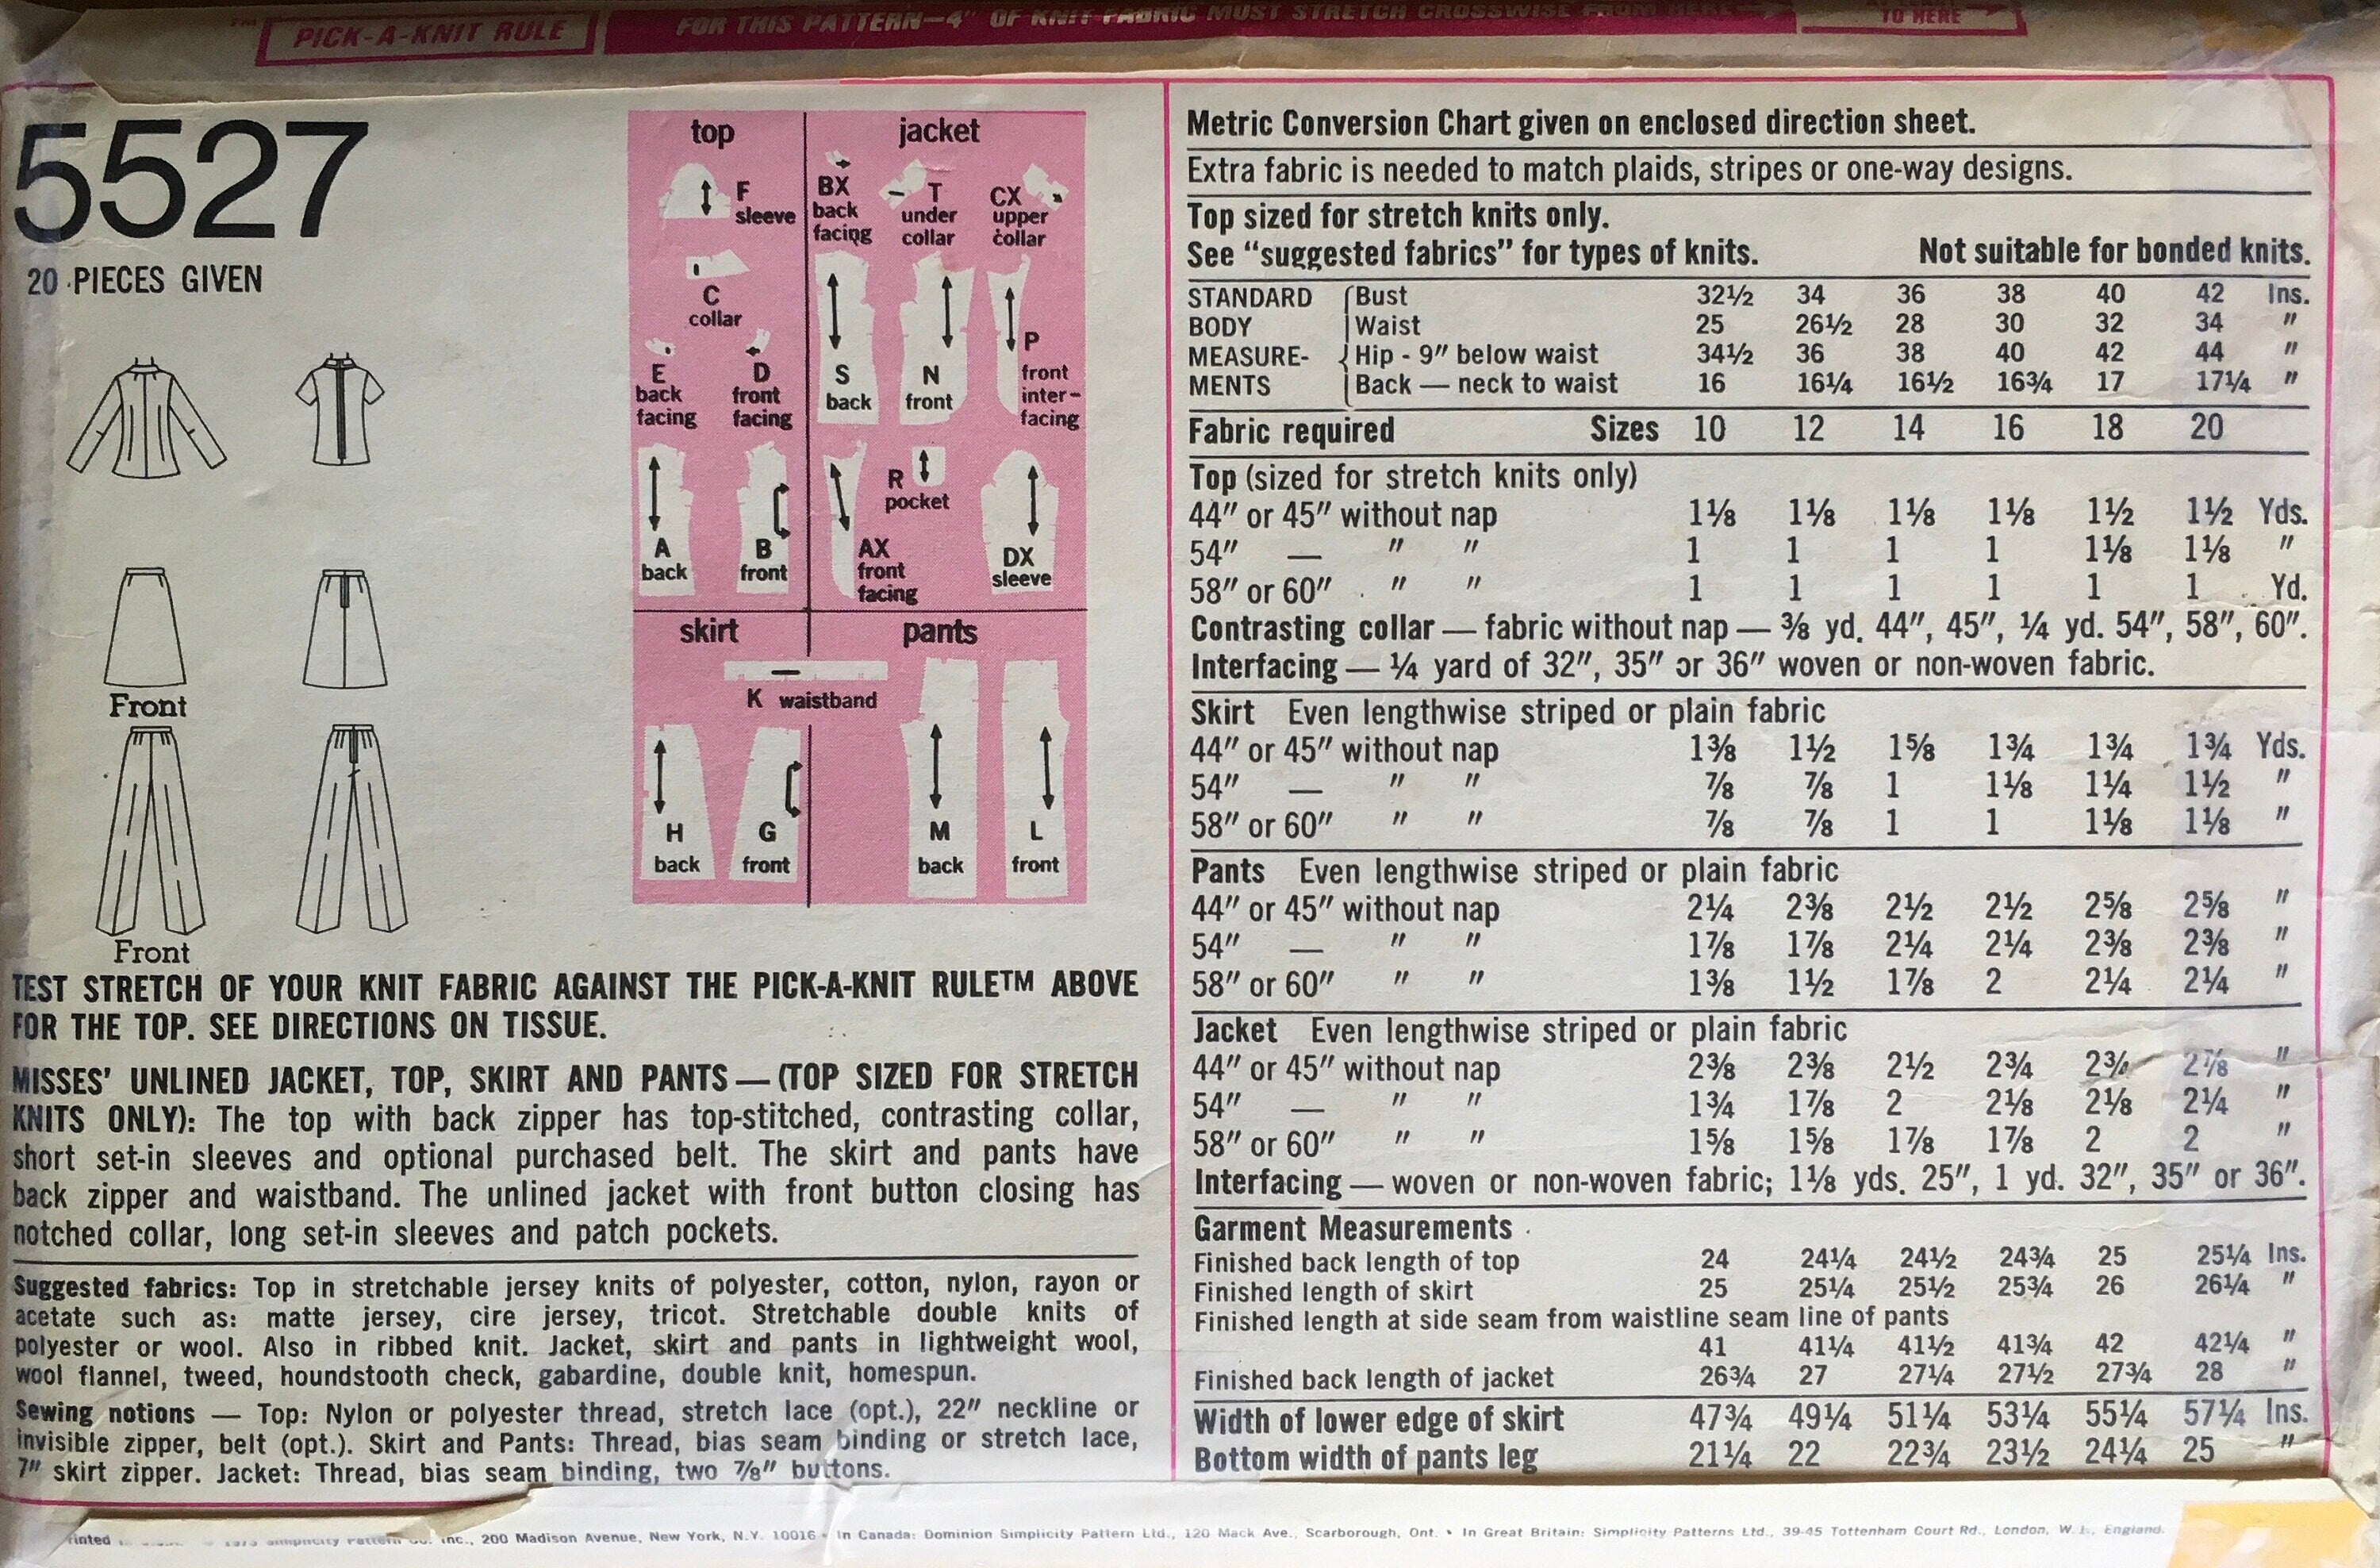 PICK-A-KNIT RULE
FOR THIS PATTERN—4" OF KNIT FABRIC MUST STRETCH CROSSWISE FROM HERE
TO HERE
5527
20 PIECES GIVEN
Front
Front
top
jacket
F
sleeve
BX
back
facing
T
under
collar
CX
upper
collar
C
collar
E
back
facing
D
front
facing
S
back
N
front
P
front
inter-
facing
A
back
B
front
R
pocket
AX
front
facing
DX
sleeve
skirt
pants
K waistband
H
back
G
front
M
back
L
front
TEST STRETCH OF YOUR KNIT FABRIC AGAINST THE PICK-A-KNIT RULE™ ABOVE
FOR THE TOP. SEE DIRECTIONS ON TISSUE.
MISSES' UNLINED JACKET, TOP, SKIRT AND PANTS — (TOP SIZED FOR STRETCH
KNITS ONLY): The top with back zipper has top-stitched, contrasting collar,
short set-in sleeves and optional purchased belt. The skirt and pants have
back zipper and waistband. The unlined jacket with front button closing has
notched collar, long set-in sleeves and patch pockets.
Suggested fabrics: Top in stretchable jersey knits of polyester, cotton, nylon, rayon or
acetate such as: matte jersey, cire jersey, tricot. Stretchable double knits of
polyester or wool. Also in ribbed knit. Jacket, skirt and pants in lightweight wool,
wool flannel, tweed, houndstooth check, gabardine, double knit, homespun.
Sewing notions — Top: Nylon or polyester thread, stretch lace (opt.), 22" neckline or
invisible zipper, belt (opt.). Skirt and Pants: Thread, bias seam binding or stretch lace,
7" skirt zipper. Jacket: Thread, bias seam binding, two ⅞" buttons.
Metric Conversion Chart given on enclosed direction sheet.
Extra fabric is needed to match plaids, stripes or one-way designs.
Top sized for stretch knits only.
See "suggested fabrics" for types of knits. Not suitable for bonded knits.
STANDARD Bust 32½ 34 36 38 40 42 Ins.
BODY Waist 25 26½ 28 30 32 34 "
MEASURE- Hip - 9" below waist 34½ 36 38 40 42 44 "
MENTS Back — neck to waist 16 16¼ 16½ 16¾ 17 17¼ "
Fabric required Sizes 10 12 14 16 18 20
Top (sized for stretch knits only)
44" or 45" without nap 1⅛ 1⅛ 1⅛ 1⅛ 1½ 1½ Yds.
54" — " " 1 1 1 1 1⅛ 1⅛ "
58" or 60" " " 1 1 1 1 1 1 Yd.
Contrasting collar — fabric without nap — ⅜ yd. 44", 45", ¼ yd. 54", 58", 60".
Interfacing — ¼ yard of 32", 35" or 36" woven or non-woven fabric.
Skirt Even lengthwise striped or plain fabric
44" or 45" without nap 1⅜ 1½ 1⅝ 1¾ 1¾ 1¾ Yds.
54" — " " ⅞ ⅞ 1 1⅛ 1¼ 1½ "
58" or 60" " " ⅞ ⅞ 1 1 1⅛ 1⅛ "
Pants Even lengthwise striped or plain fabric
44" or 45" without nap 2¼ 2⅜ 2½ 2½ 2⅝ 2⅝ "
54" — " " 1⅞ 1⅞ 2¼ 2¼ 2⅜ 2⅜ "
58" or 60" " " 1⅜ 1½ 1⅞ 2 2¼ 2¼ "
Jacket Even lengthwise striped or plain fabric
44" or 45" without nap 2⅜ 2⅜ 2½ 2¾ 2¾ 2⅞ "
54" — " " 1¾ 1⅞ 2 2⅛ 2⅛ 2¼ "
58" or 60" " " 1⅝ 1⅝ 1⅞ 1⅞ 2 2 "
Interfacing — woven or non-woven fabric; 1⅛ yds. 25", 1 yd. 32", 35" or 36".
Garment Measurements
Finished back length of top 24 24¼ 24½ 24¾ 25 25¼ Ins.
Finished length of skirt 25 25¼ 25½ 25¾ 26 26¼ "
Finished length at side seam from waistline seam line of pants
41 41¼ 41½ 41¾ 42 42¼ "
Finished back length of jacket 26¾ 27 27¼ 27½ 27¾ 28 "
Width of lower edge of skirt 47¾ 49¼ 51¼ 53¼ 55¼ 57¼ Ins.
Bottom width of pants leg 21¼ 22 22¾ 23½ 24¼ 25 "
Inc., 200 Madison Avenue, New York, N.Y. 10016 • In Canada: Dominion Simplicity Pattern Ltd., 120 Mack Ave., Scarborough, Ont. • In Great Britain: Simplicity Patterns Ltd., 39-45 Tottenham Court Rd., London, W.1., England.